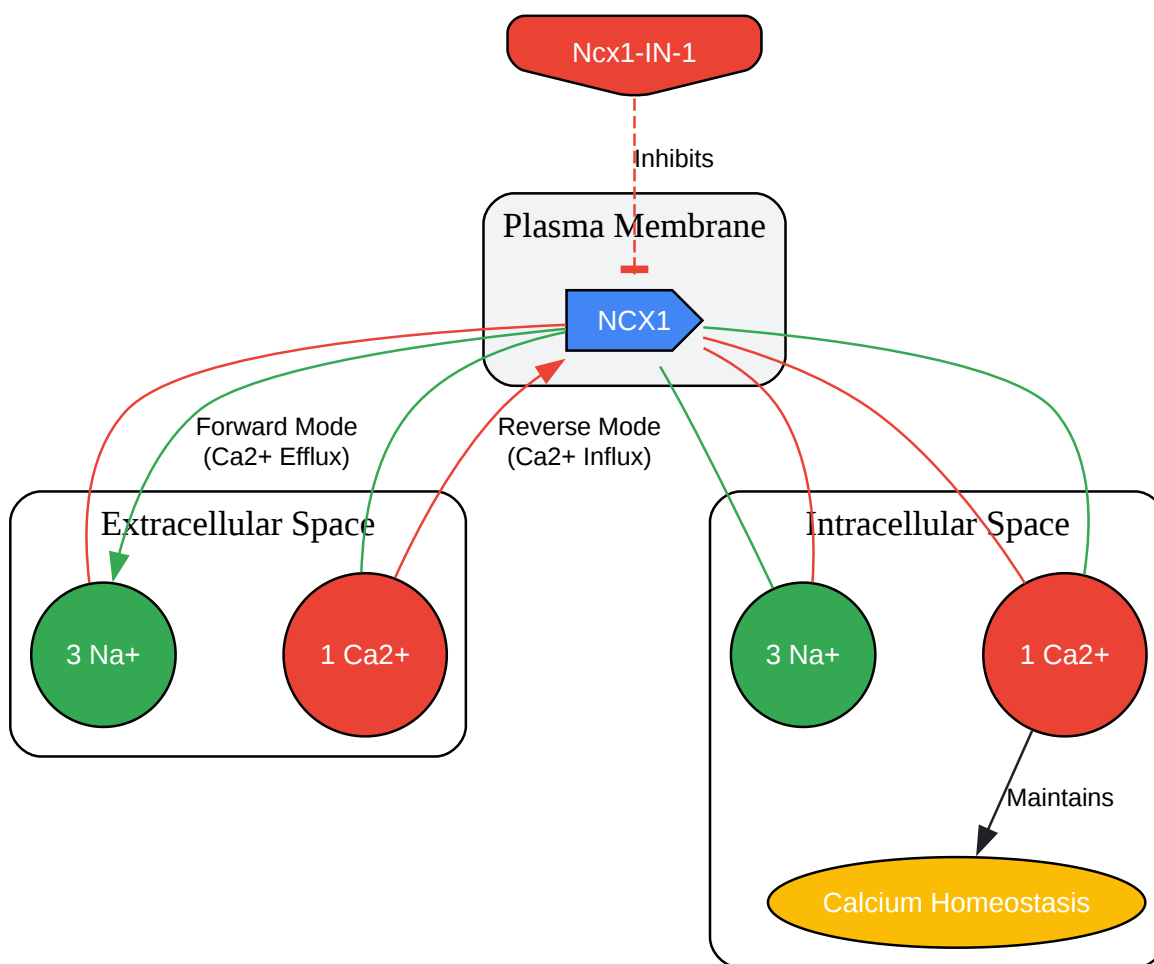 Ncx1-IN-1
Inhibits
Plasma Membrane
NCX1
Forward Mode
(Ca2+ Efflux)
Reverse Mode
(Ca2+ Influx)
Extracellular Space
Intracellular Space
3 Na+
1 Ca2+
3 Na+
1 Ca2+
Maintains
Calcium Homeostasis